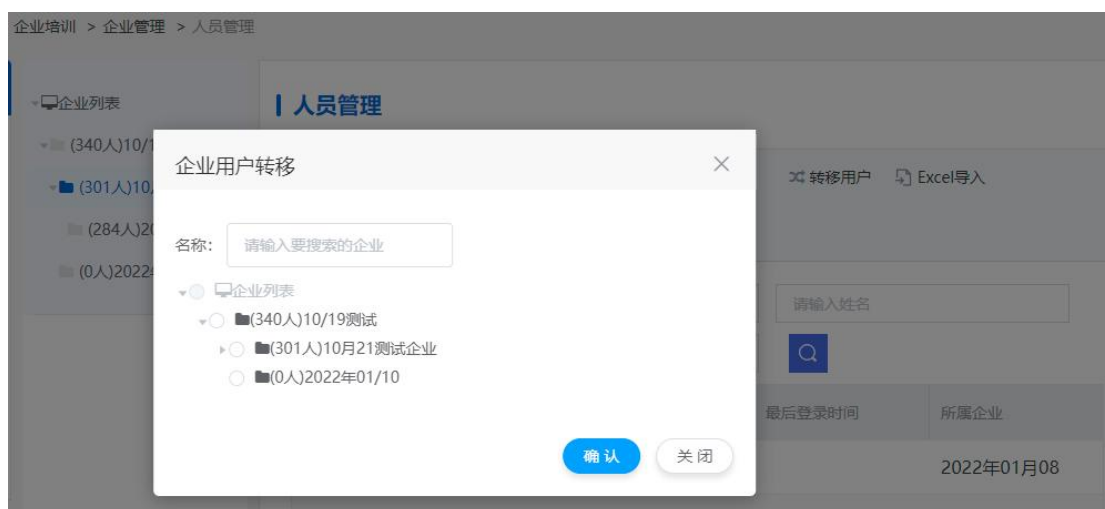 企业培训 > 企业管理 > 人员管理
企业列表
人员管理
(340人)10/1
(301人)10
(284人)20
(0人)2022
转移用户 Excel导入
企业用户转移
名称: 请输入要搜索的企业
企业列表
(340人)10/19测试
(301人)10月21测试企业
(0人)2022年01/10
确认 关闭
请输入姓名
最后登录时间 所属企业
2022年01月08